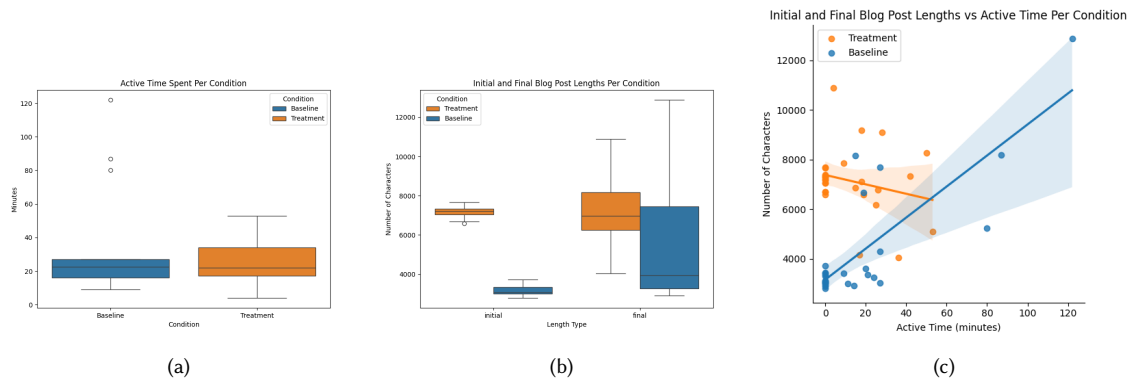 Active Time Spent Per Condition
Condition
Baseline
Treatment
120
100
80
60
40
20
0
Minutes
Baseline
Treatment
Condition
(a)
Initial and Final Blog Post Lengths Per Condition
Condition
Treatment
Baseline
12000
10000
8000
6000
4000
Number of Characters
initial
final
Length Type
(b)
Initial and Final Blog Post Lengths vs Active Time Per Condition
Treatment
Baseline
12000
10000
8000
6000
4000
Number of Characters
0
20
40
60
80
100
120
Active Time (minutes)
(c)